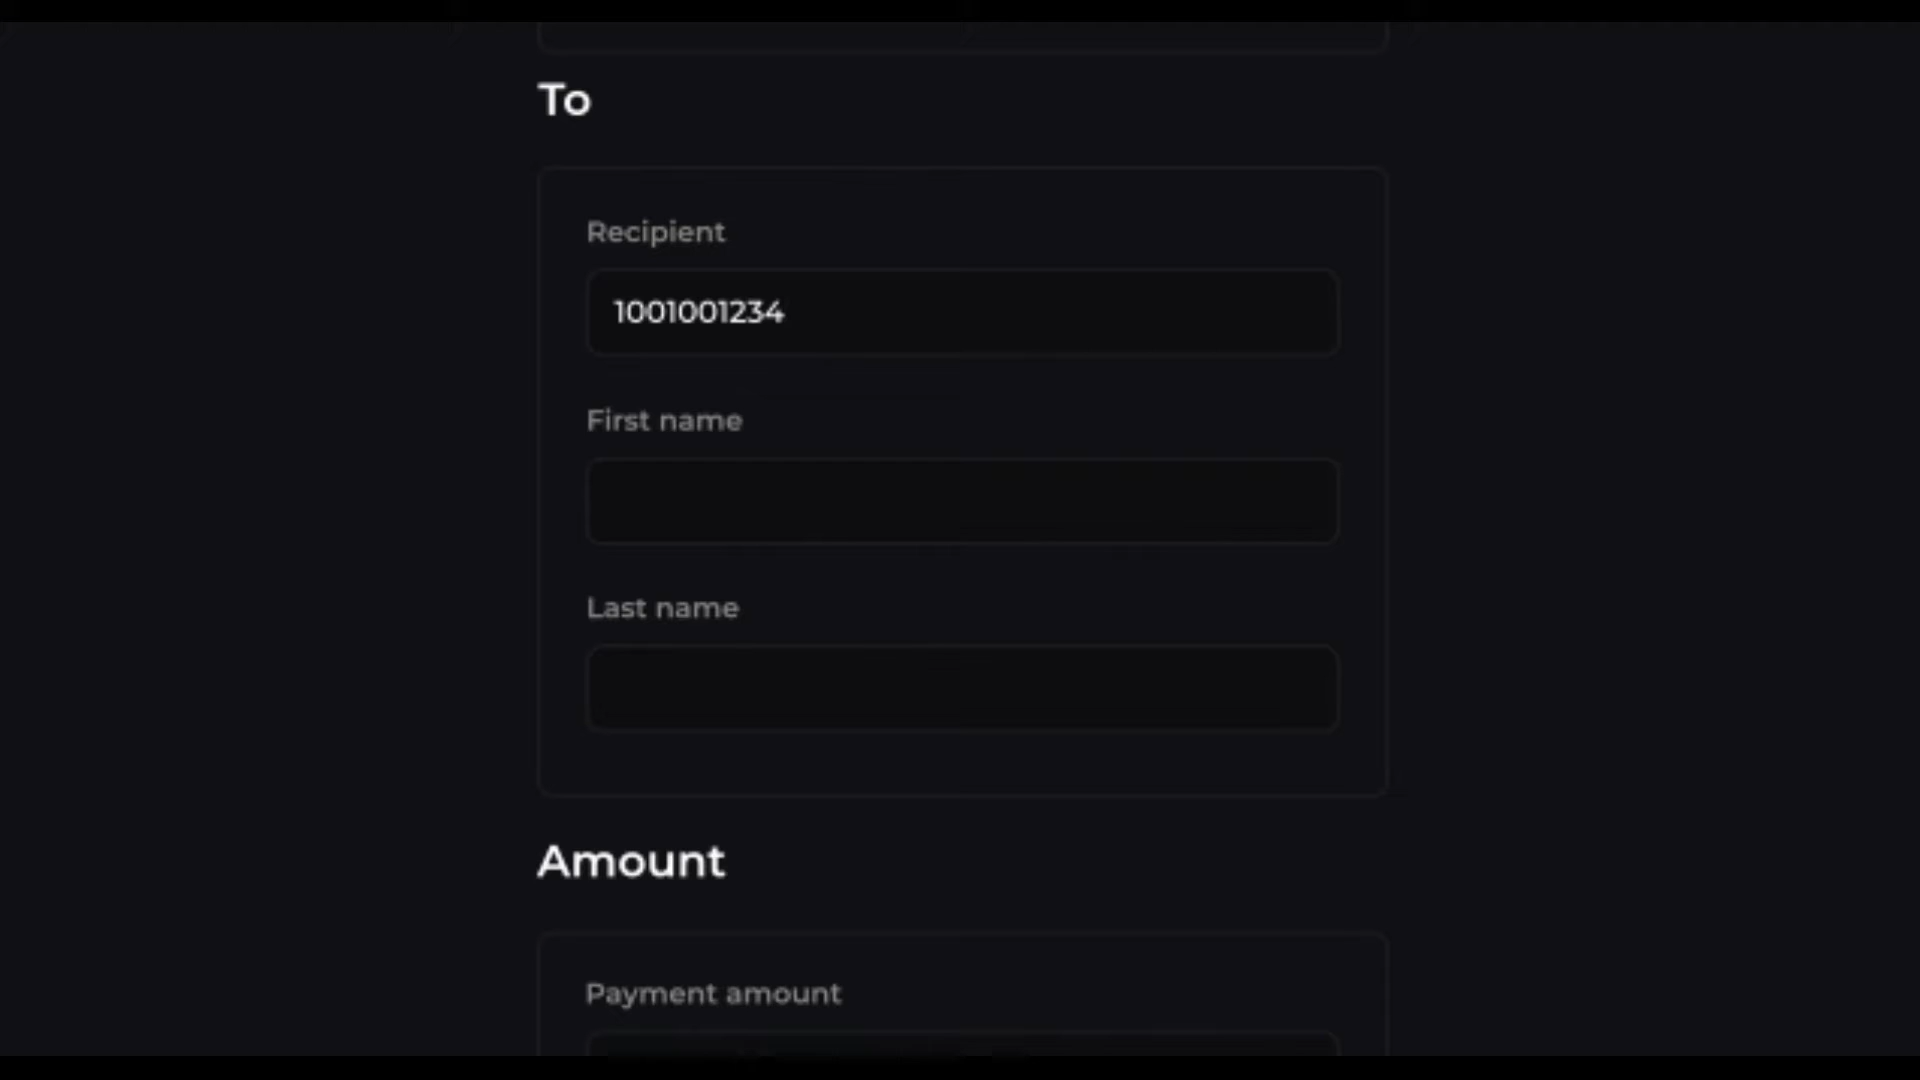 To
Recipient
1001001234
First name
Last name
Amount
Payment amount